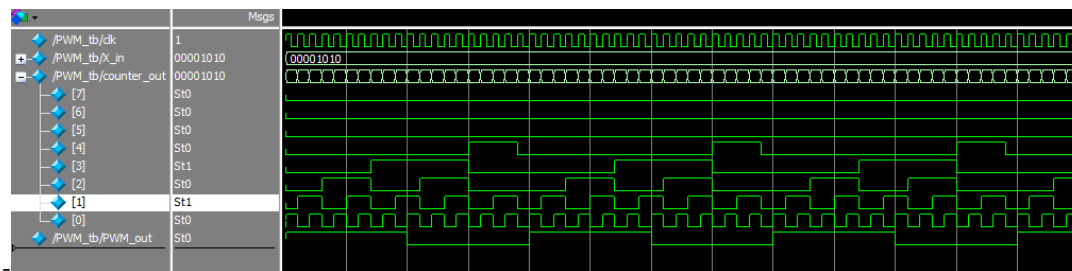 Msgs
/PWM_tb/clk 1
/PWM_tb/X_in 00001010 00001010
/PWM_tb/counter_out 00001010
[7] St0
[6] St0
[5] St0
[4] St0
[3] St1
[2] St0
[1] St1
[0] St0
/PWM_tb/PWM_out St0